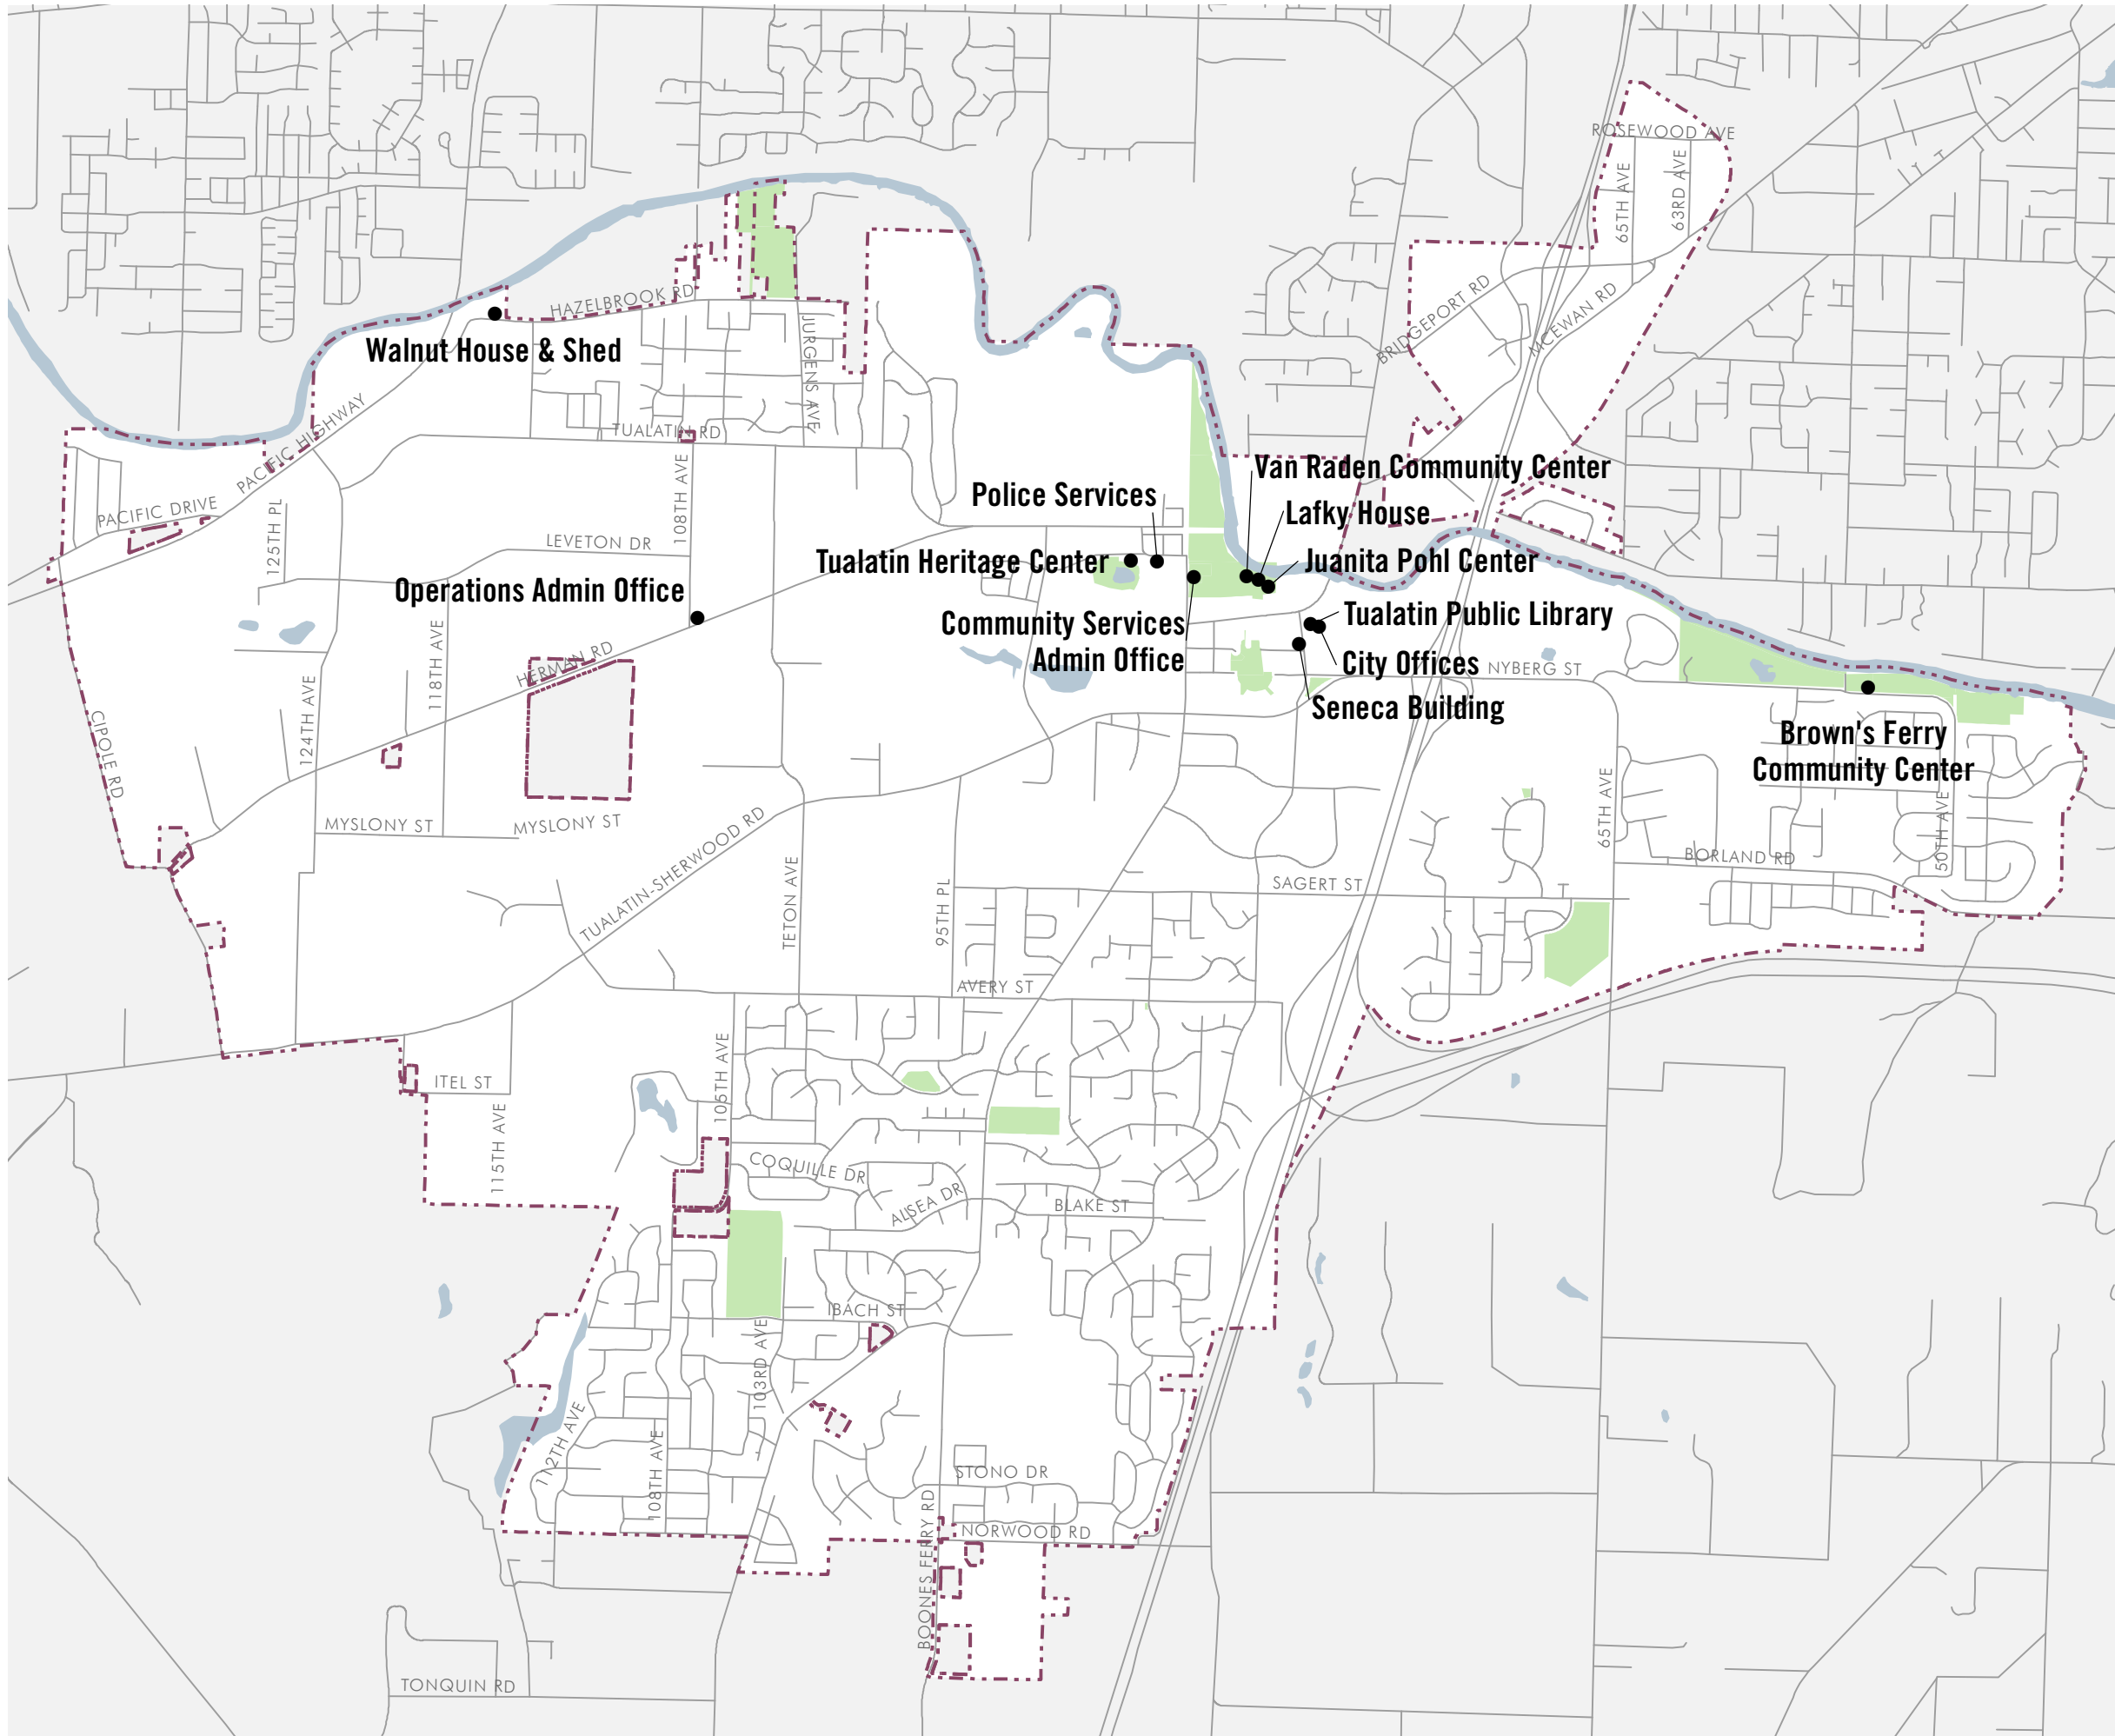 ROSEWOOD AVE
65TH AVE
63RD AVE
BRIDGEPORT RD
MCEWAN RD
HAZELBROOK RD
Walnut House & Shed
JURGENS AVE
PACIFIC HIGHWAY
TUALATIN RD
108TH AVE
Van Raden Community Center
Police Services
Lafky House
PACIFIC DRIVE
125TH PL
LEVETON DR
Tualatin Heritage Center
Juanita Pohl Center
Operations Admin Office
Community Services
Admin Office
Tualatin Public Library
City Offices
NYBERG ST
Seneca Building
118TH AVE
HERMAN RD
124TH AVE
CIPOLE RD
Brown's Ferry
Community Center
65TH AVE
50TH AVE
MYSLONY ST
MYSLONY ST
TUALATIN-SHERWOOD RD
TETON AVE
95TH PL
SAGERT ST
BORLAND RD
AVERY ST
105TH AVE
ITEL ST
115TH AVE
COQUILLE DR
ALSEA DR
BLAKE ST
IBACH ST
103RD AVE
112TH AVE
108TH AVE
STONO DR
NORWOOD RD
BOONES FERRY RD
TONQUIN RD